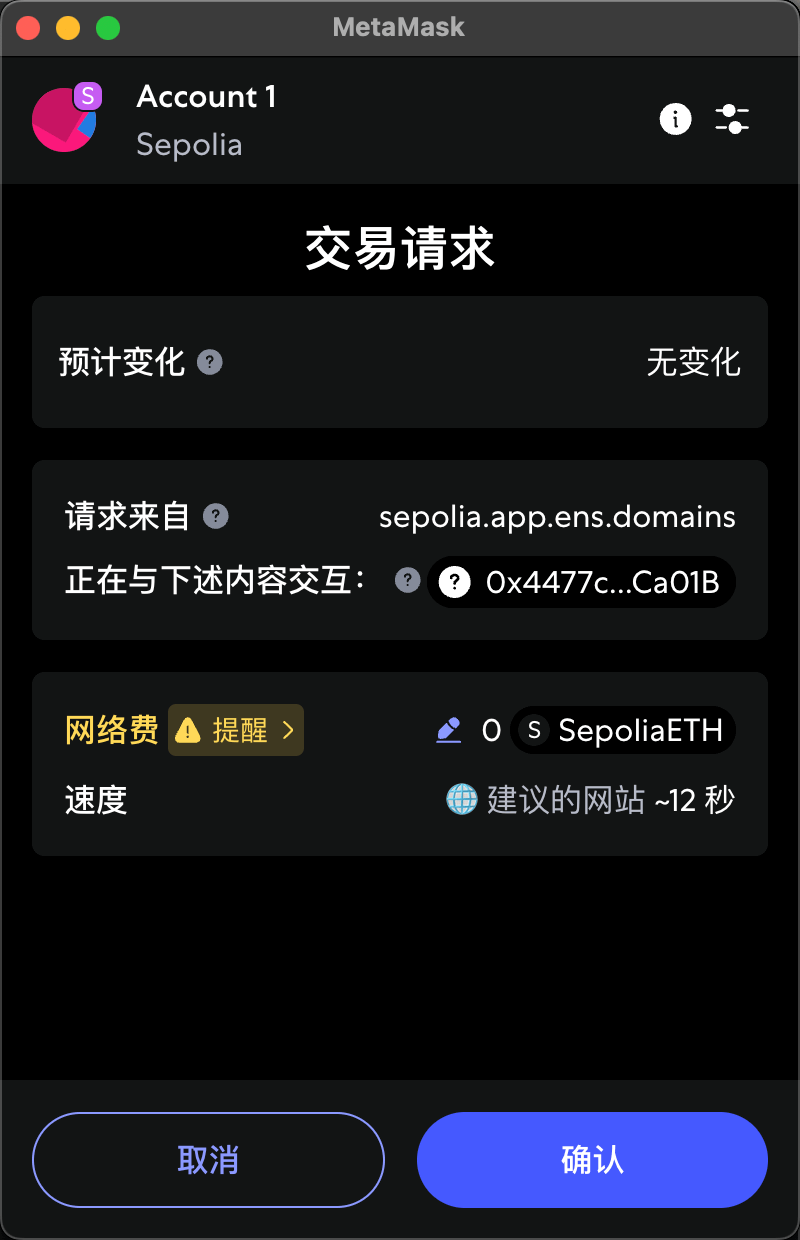 MetaMask
S
Account 1
Sepolia
交易请求
预计变化 ? 无变化
请求来自 ? sepolia.app.ens.domains
正在与下述内容交互： ? ? 0x4477c...Ca01B
网络费 提醒 > 0 S SepoliaETH
速度 建议的网站 ~12 秒
取消 确认